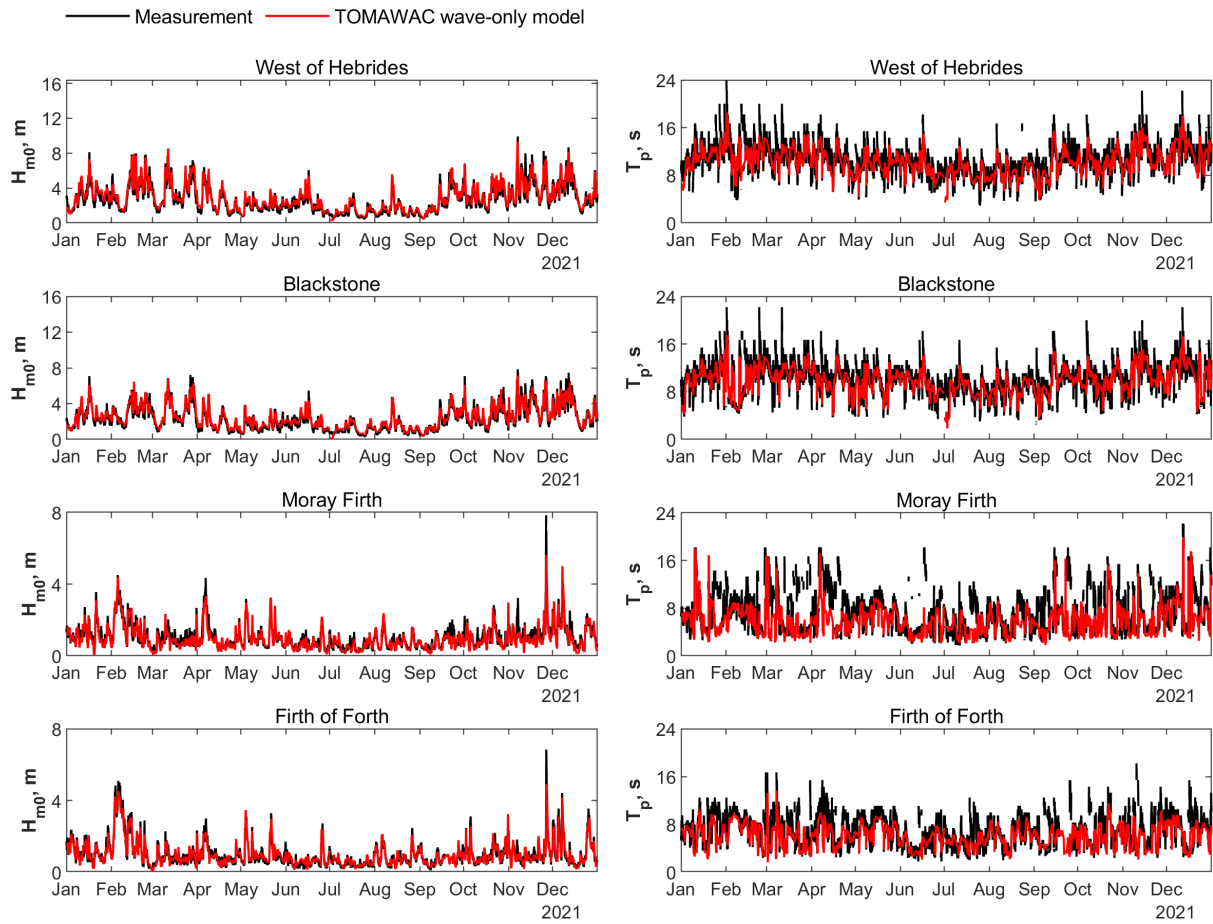 Measurement TOMAWAC wave-only model
West of Hebrides
16
12
8
4
0
H_m0, m
Jan Feb Mar Apr May Jun Jul Aug Sep Oct Nov Dec
2021
West of Hebrides
24
16
8
0
T_p, s
Jan Feb Mar Apr May Jun Jul Aug Sep Oct Nov Dec
2021
Blackstone
16
12
8
4
0
H_m0, m
Jan Feb Mar Apr May Jun Jul Aug Sep Oct Nov Dec
2021
Blackstone
24
16
8
0
T_p, s
Jan Feb Mar Apr May Jun Jul Aug Sep Oct Nov Dec
2021
Moray Firth
8
4
0
H_m0, m
Jan Feb Mar Apr May Jun Jul Aug Sep Oct Nov Dec
2021
Moray Firth
24
16
8
0
T_p, s
Jan Feb Mar Apr May Jun Jul Aug Sep Oct Nov Dec
2021
Firth of Forth
8
4
0
H_m0, m
Jan Feb Mar Apr May Jun Jul Aug Sep Oct Nov Dec
2021
Firth of Forth
24
16
8
0
T_p, s
Jan Feb Mar Apr May Jun Jul Aug Sep Oct Nov Dec
2021